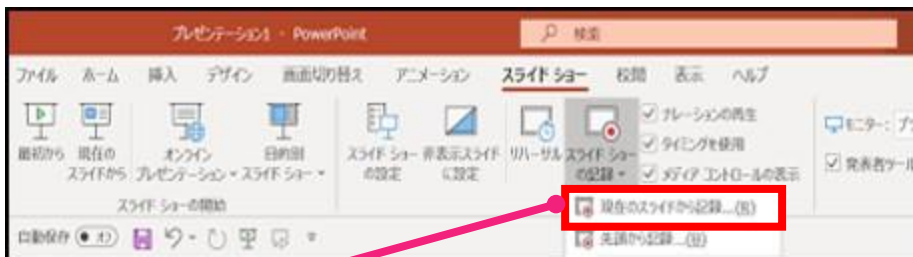 プレゼンテーション1 - PowerPoint
検索
ファイル ホーム 挿入 デザイン 画面切り替え アニメーション スライド ショー 校閲 表示 ヘルプ
最初から 現在の
スライドから オンライン
プレゼンテーション 目的別
スライド ショー
スライド ショー
の設定 非表示スライド
に設定 リハーサル スライド ショー
の記録
ナレーションの再生
タイミングを使用
メディア コントロールの表示
モニター:
発表者ツール
スライド ショーの開始
現在のスライドから記録...(R)
自動保存 オフ
先頭から記録...(B)